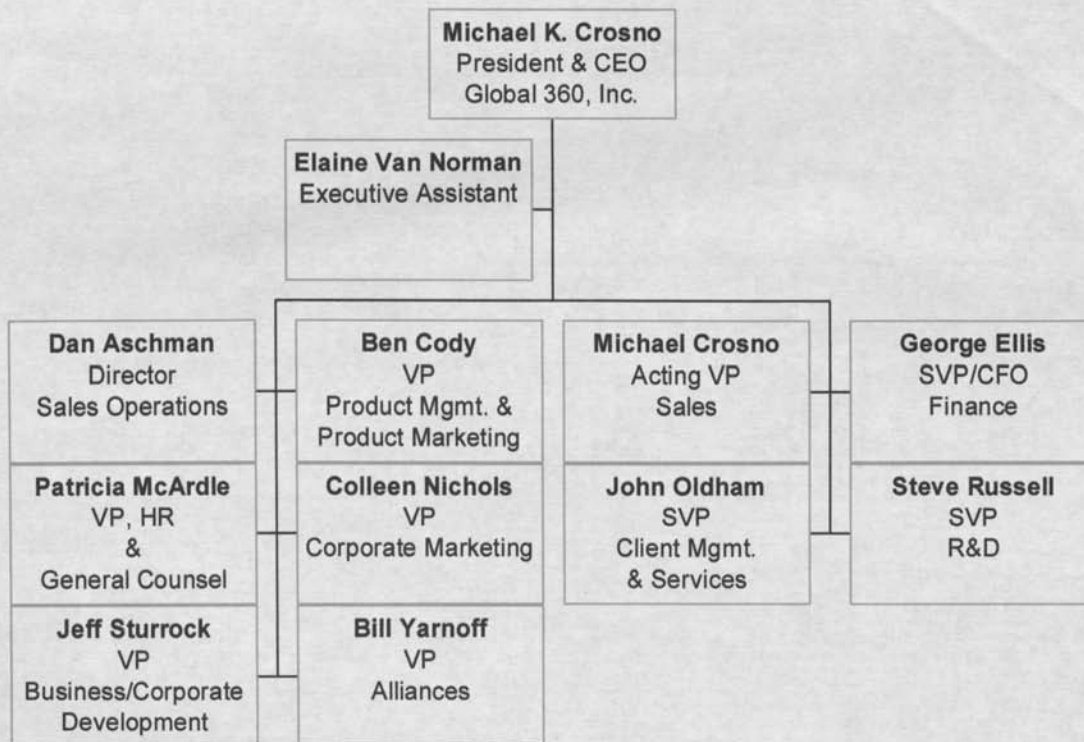 Michael K. Crosno
President & CEO
Global 360, Inc.
Elaine Van Norman
Executive Assistant
Dan Aschman
Director
Sales Operations
Ben Cody
VP
Product Mgmt. &
Product Marketing
Michael Crosno
Acting VP
Sales
George Ellis
SVP/CFO
Finance
Patricia McArdle
VP, HR
&
General Counsel
Colleen Nichols
VP
Corporate Marketing
John Oldham
SVP
Client Mgmt.
& Services
Steve Russell
SVP
R&D
Jeff Sturrock
VP
Business/Corporate
Development
Bill Yarnoff
VP
Alliances